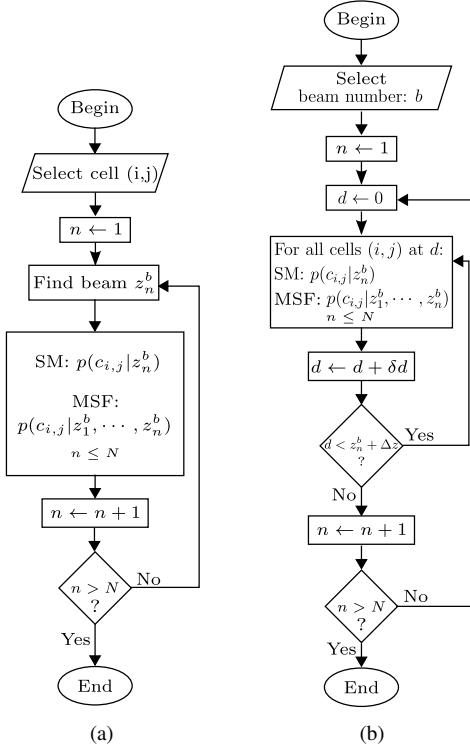 Begin
Select cell (i,j)
n ← 1
Find beam z_n^b
SM: p(c_{i,j}|z_n^b)
MSF:
p(c_{i,j}|z_1^b, ⋯ , z_n^b)
n ≤ N
n ← n + 1
n > N
?
No
Yes
End
(a)
Begin
Select
beam number: b
n ← 1
d ← 0
For all cells (i, j) at d:
SM: p(c_{i,j}|z_n^b)
MSF: p(c_{i,j}|z_1^b, ⋯ , z_n^b)
n ≤ N
d ← d + δd
d < z_n^b + Δz
?
Yes
No
n ← n + 1
n > N
?
No
Yes
End
(b)